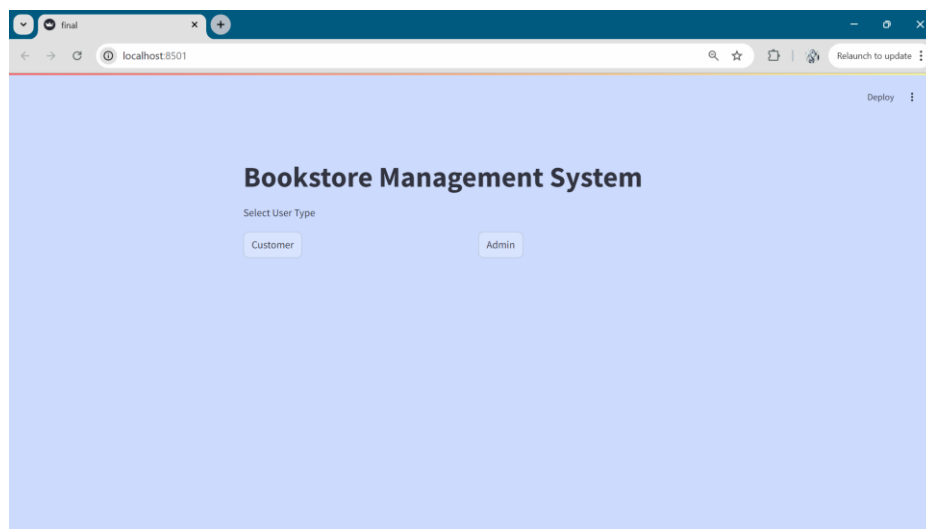 final
localhost:8501
Relaunch to update
Deploy
Bookstore Management System
Select User Type
Customer
Admin